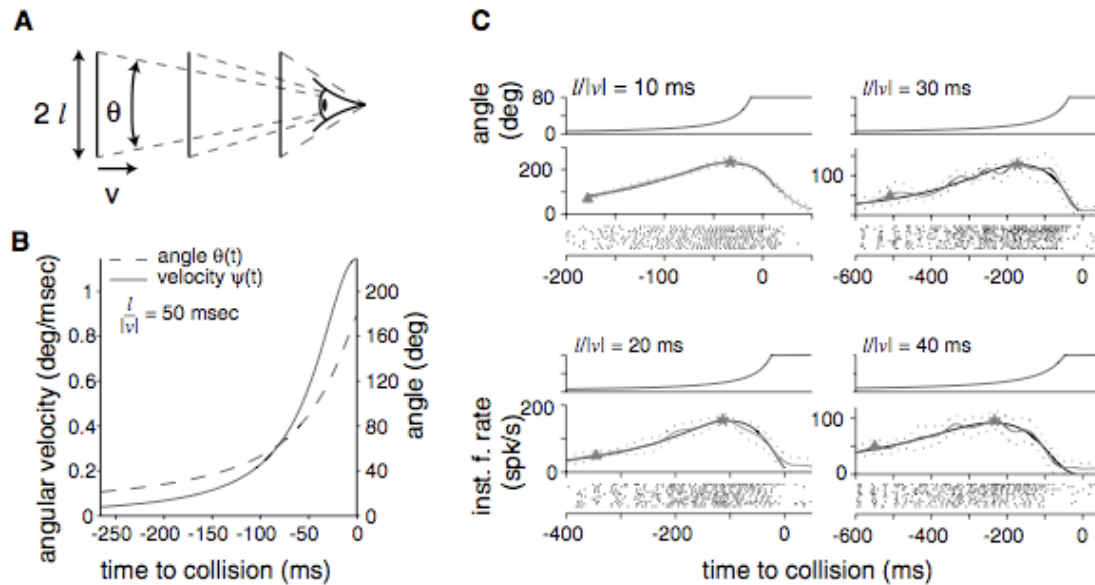 A
2 l
θ
v
B
angle θ(t)
velocity ψ(t)
l/|v| = 50 msec
angular velocity (deg/msec)
1
0.8
0.6
0.4
0.2
0
angle (deg)
200
180
120
80
40
0
-250 -200 -150 -100 -50 0
time to collision (ms)
C
l/|v| = 10 ms
angle (deg)
80
0
200
0
-200 -100 0
l/|v| = 30 ms
100
0
-600 -400 -200 0
l/|v| = 20 ms
inst. f. rate (spk/s)
200
0
-400 -300 -200 -100 0
l/|v| = 40 ms
100
0
-600 -400 -200 0
time to collision (ms)